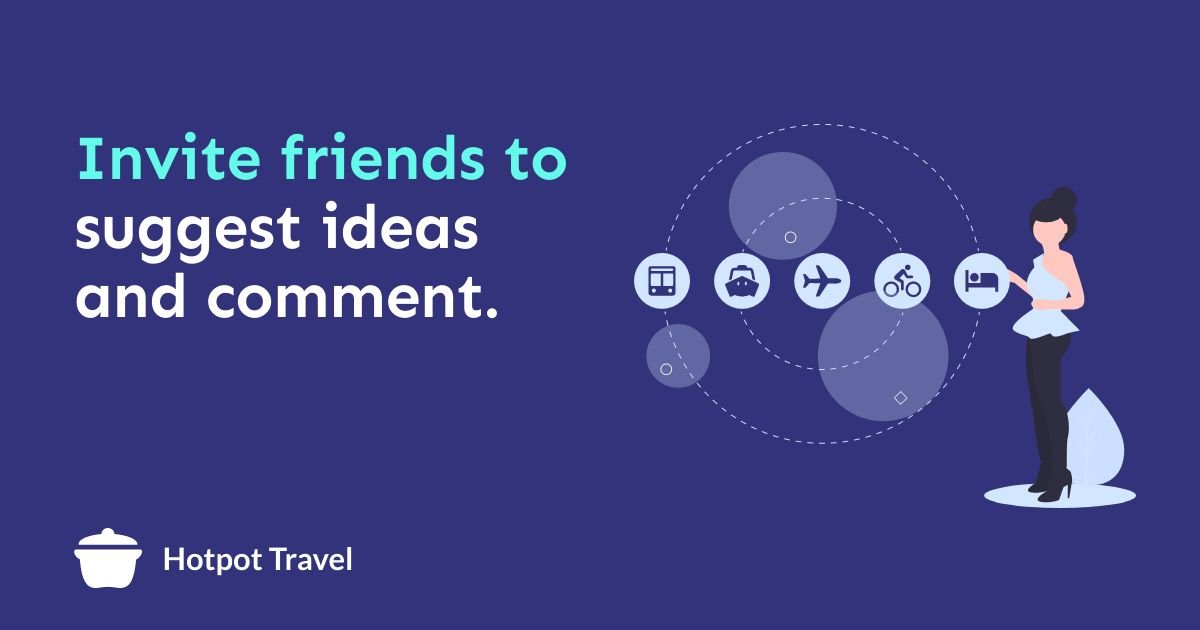 Invite friends to
suggest ideas
and comment.
Hotpot Travel